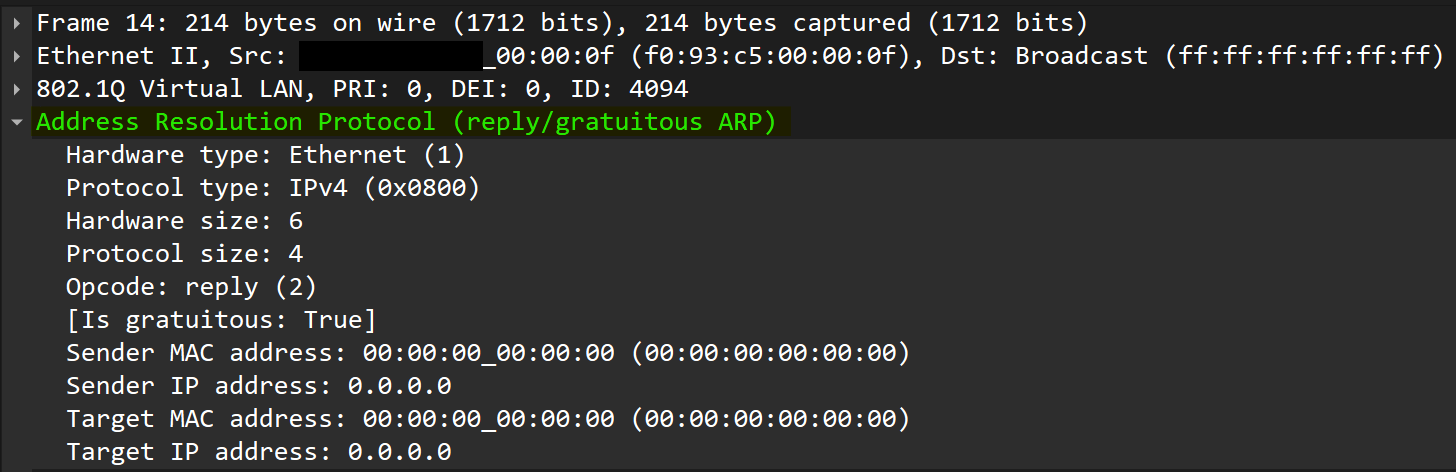 Frame 14: 214 bytes on wire (1712 bits), 214 bytes captured (1712 bits)
Ethernet II, Src: _00:00:0f (f0:93:c5:00:00:0f), Dst: Broadcast (ff:ff:ff:ff:ff:ff)
802.1Q Virtual LAN, PRI: 0, DEI: 0, ID: 4094
Address Resolution Protocol (reply/gratuitous ARP)
Hardware type: Ethernet (1)
Protocol type: IPv4 (0x0800)
Hardware size: 6
Protocol size: 4
Opcode: reply (2)
[Is gratuitous: True]
Sender MAC address: 00:00:00_00:00:00 (00:00:00:00:00:00)
Sender IP address: 0.0.0.0
Target MAC address: 00:00:00_00:00:00 (00:00:00:00:00:00)
Target IP address: 0.0.0.0